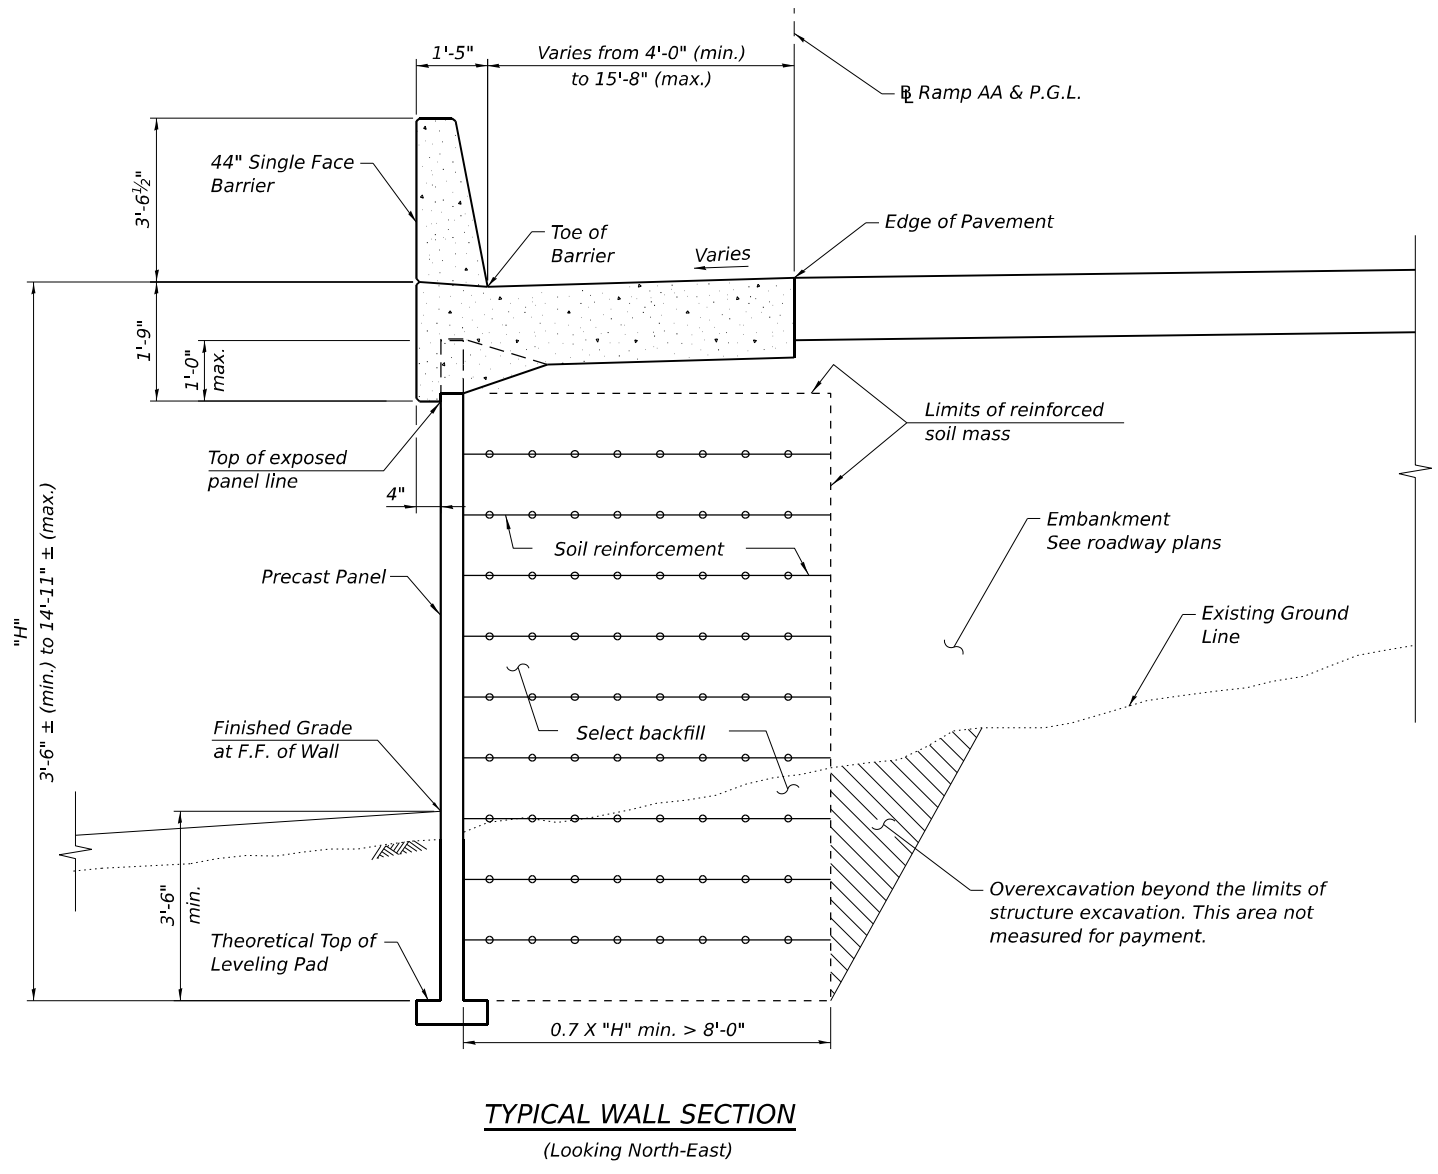 1'-5"
Varies from 4'-0" (min.)
to 15'-8" (max.)
℄ Ramp AA & P.G.L.
3'-6½"
44" Single Face
Barrier
Toe of
Barrier
Varies
Edge of Pavement
1'-9"
1'-0"
max.
Limits of reinforced
soil mass
Top of exposed
panel line
4"
Soil reinforcement
Embankment
See roadway plans
Precast Panel
Existing Ground
Line
"H"
3'-6" ± (min.) to 14'-11" ± (max.)
Finished Grade
at F.F. of Wall
Select backfill
3'-6"
min.
Overexcavation beyond the limits of
structure excavation. This area not
measured for payment.
Theoretical Top of
Leveling Pad
0.7 X "H" min. > 8'-0"
TYPICAL WALL SECTION
(Looking North-East)